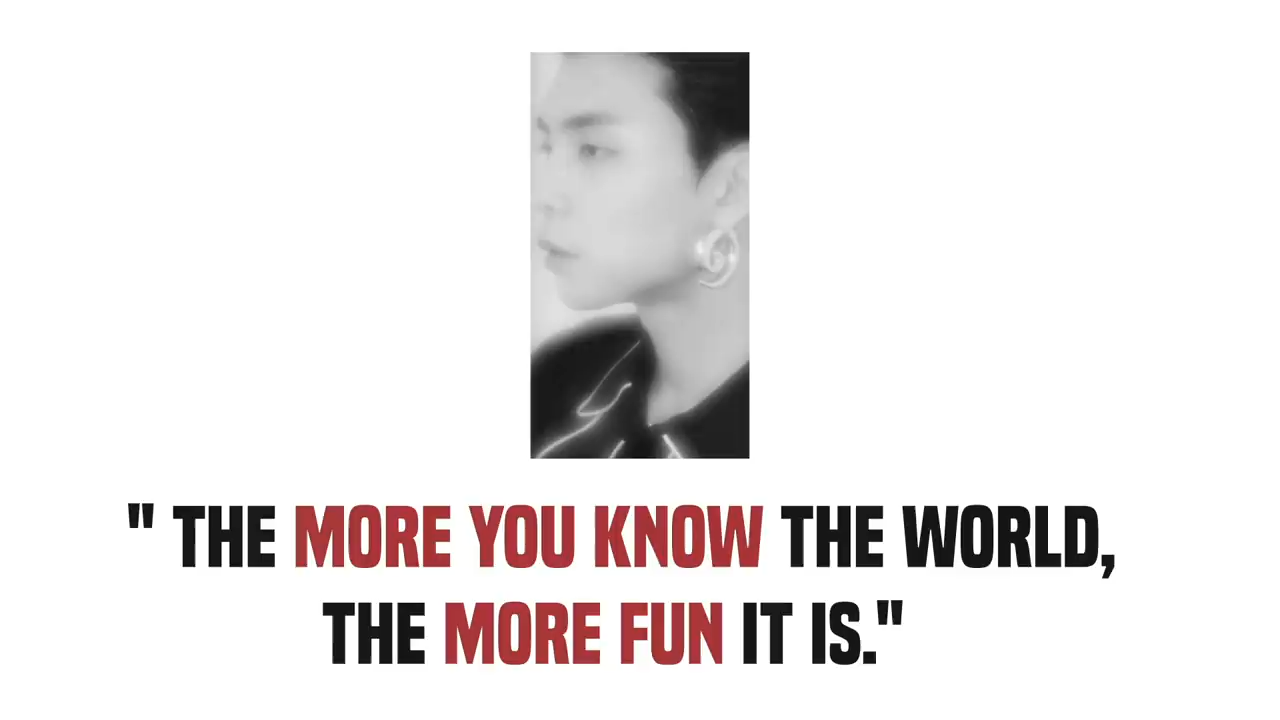 " THE MORE YOU KNOW THE WORLD,
THE MORE FUN IT IS."